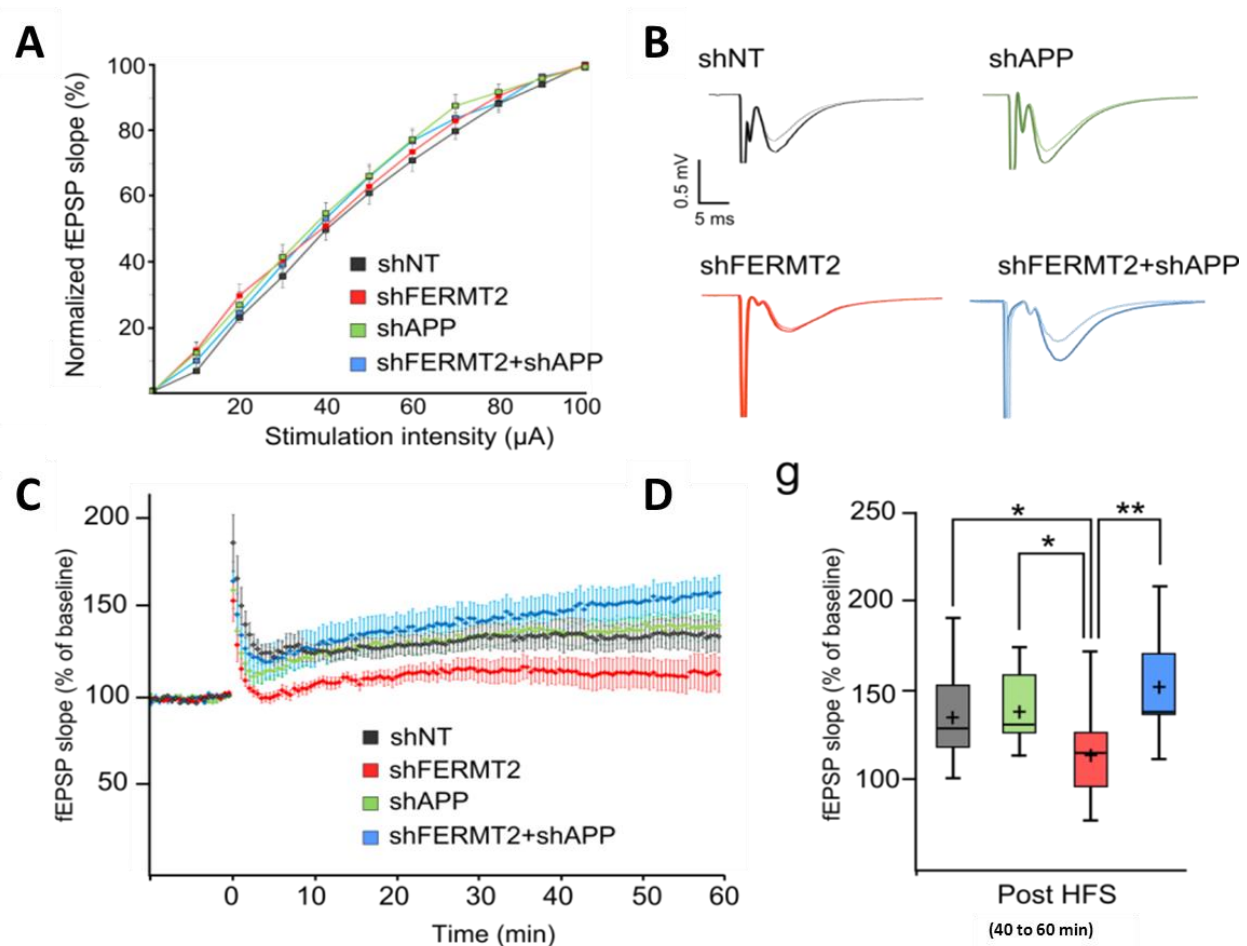 A
Normalized fEPSP slope (%)
100
80
60
40
20
shNT
shFERMT2
shAPP
shFERMT2+shAPP
20 40 60 80 100
Stimulation intensity (µA)
B
shNT
shAPP
0.5 mV
5 ms
shFERMT2
shFERMT2+shAPP
C
fEPSP slope (% of baseline)
200
150
100
50
shNT
shFERMT2
shAPP
shFERMT2+shAPP
0 10 20 30 40 50 60
Time (min)
D
g
fEPSP slope (% of baseline)
250
200
150
100
*
**
*
+ + + +
Post HFS
(40 to 60 min)